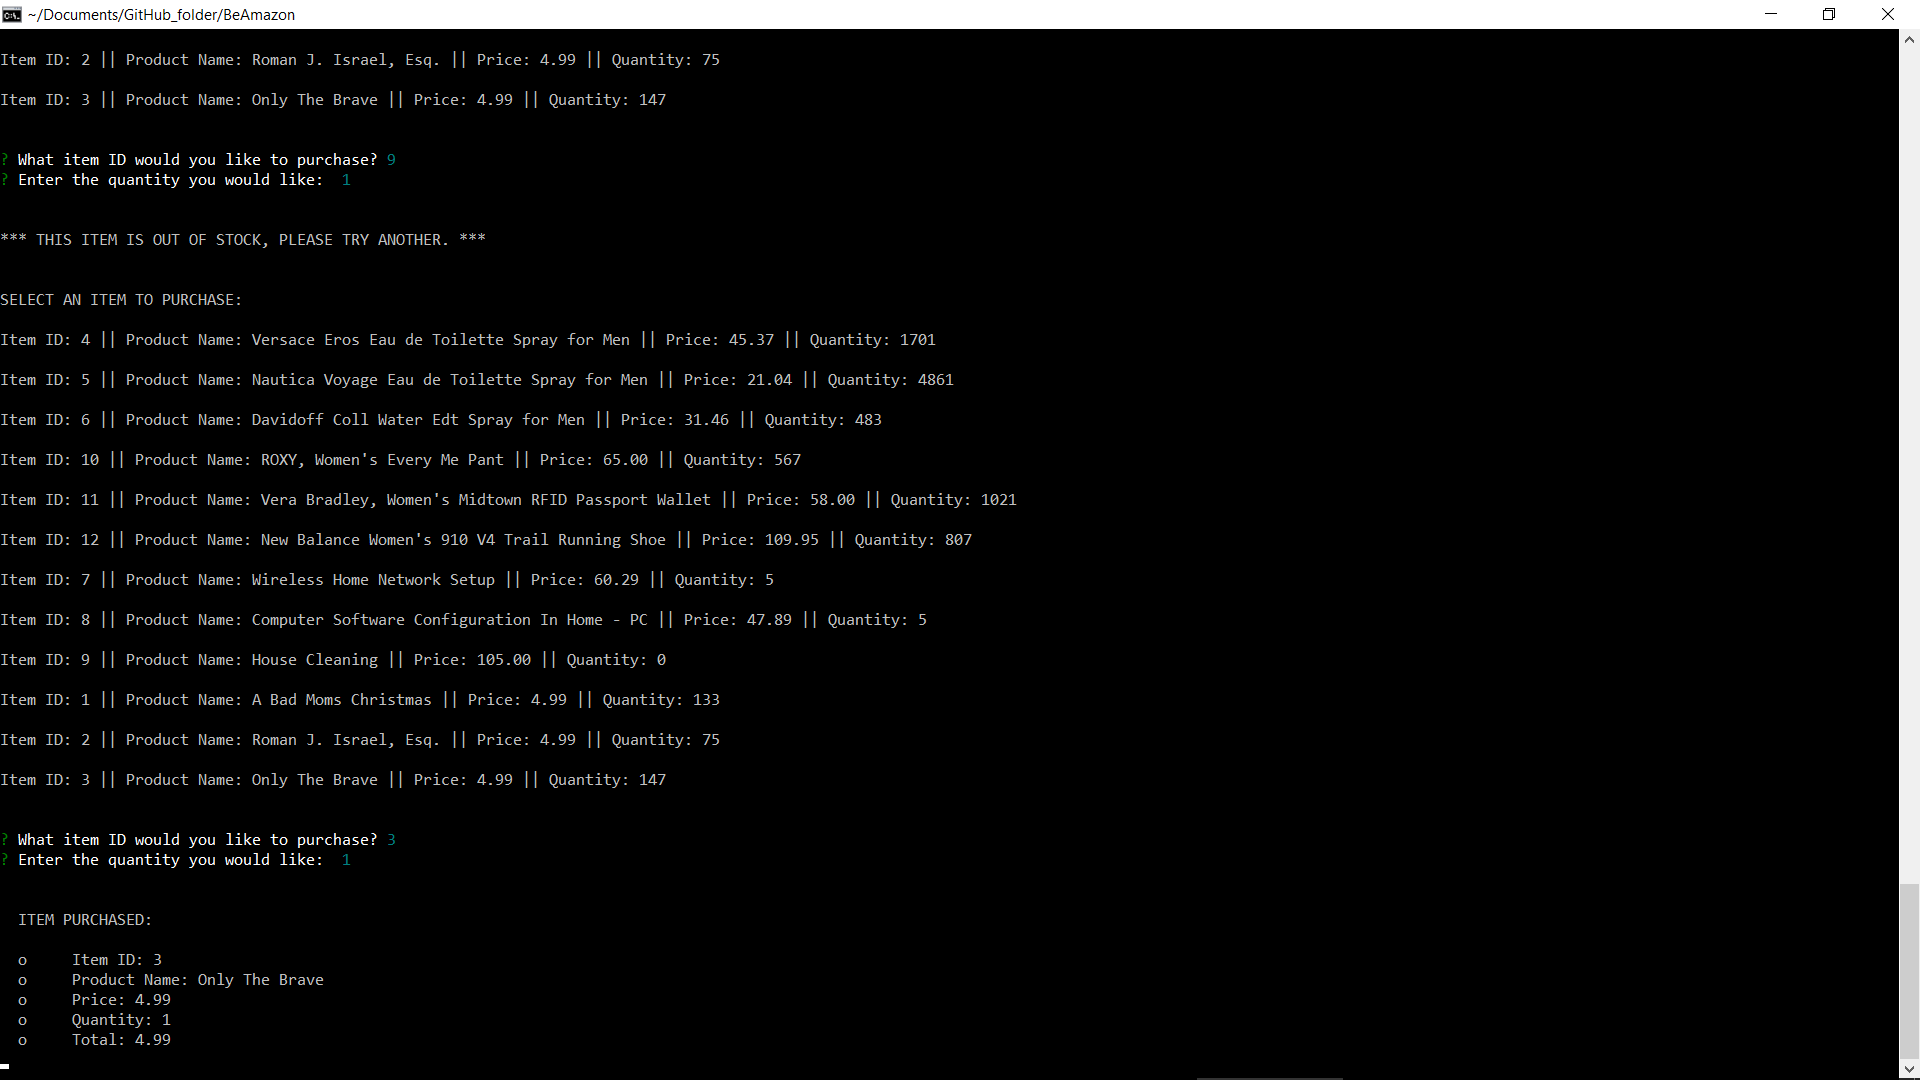 ~/Documents/GitHub_folder/BeAmazon
Item ID: 2 || Product Name: Roman J. Israel, Esq. || Price: 4.99 || Quantity: 75
Item ID: 3 || Product Name: Only The Brave || Price: 4.99 || Quantity: 147
? What item ID would you like to purchase? 9
? Enter the quantity you would like:  1
*** THIS ITEM IS OUT OF STOCK, PLEASE TRY ANOTHER. ***
SELECT AN ITEM TO PURCHASE:
Item ID: 4 || Product Name: Versace Eros Eau de Toilette Spray for Men || Price: 45.37 || Quantity: 1701
Item ID: 5 || Product Name: Nautica Voyage Eau de Toilette Spray for Men || Price: 21.04 || Quantity: 4861
Item ID: 6 || Product Name: Davidoff Coll Water Edt Spray for Men || Price: 31.46 || Quantity: 483
Item ID: 10 || Product Name: ROXY, Women's Every Me Pant || Price: 65.00 || Quantity: 567
Item ID: 11 || Product Name: Vera Bradley, Women's Midtown RFID Passport Wallet || Price: 58.00 || Quantity: 1021
Item ID: 12 || Product Name: New Balance Women's 910 V4 Trail Running Shoe || Price: 109.95 || Quantity: 807
Item ID: 7 || Product Name: Wireless Home Network Setup || Price: 60.29 || Quantity: 5
Item ID: 8 || Product Name: Computer Software Configuration In Home - PC || Price: 47.89 || Quantity: 5
Item ID: 9 || Product Name: House Cleaning || Price: 105.00 || Quantity: 0
Item ID: 1 || Product Name: A Bad Moms Christmas || Price: 4.99 || Quantity: 133
Item ID: 2 || Product Name: Roman J. Israel, Esq. || Price: 4.99 || Quantity: 75
Item ID: 3 || Product Name: Only The Brave || Price: 4.99 || Quantity: 147
? What item ID would you like to purchase? 3
? Enter the quantity you would like:  1
ITEM PURCHASED:
o     Item ID: 3
o     Product Name: Only The Brave
o     Price: 4.99
o     Quantity: 1
o     Total: 4.99